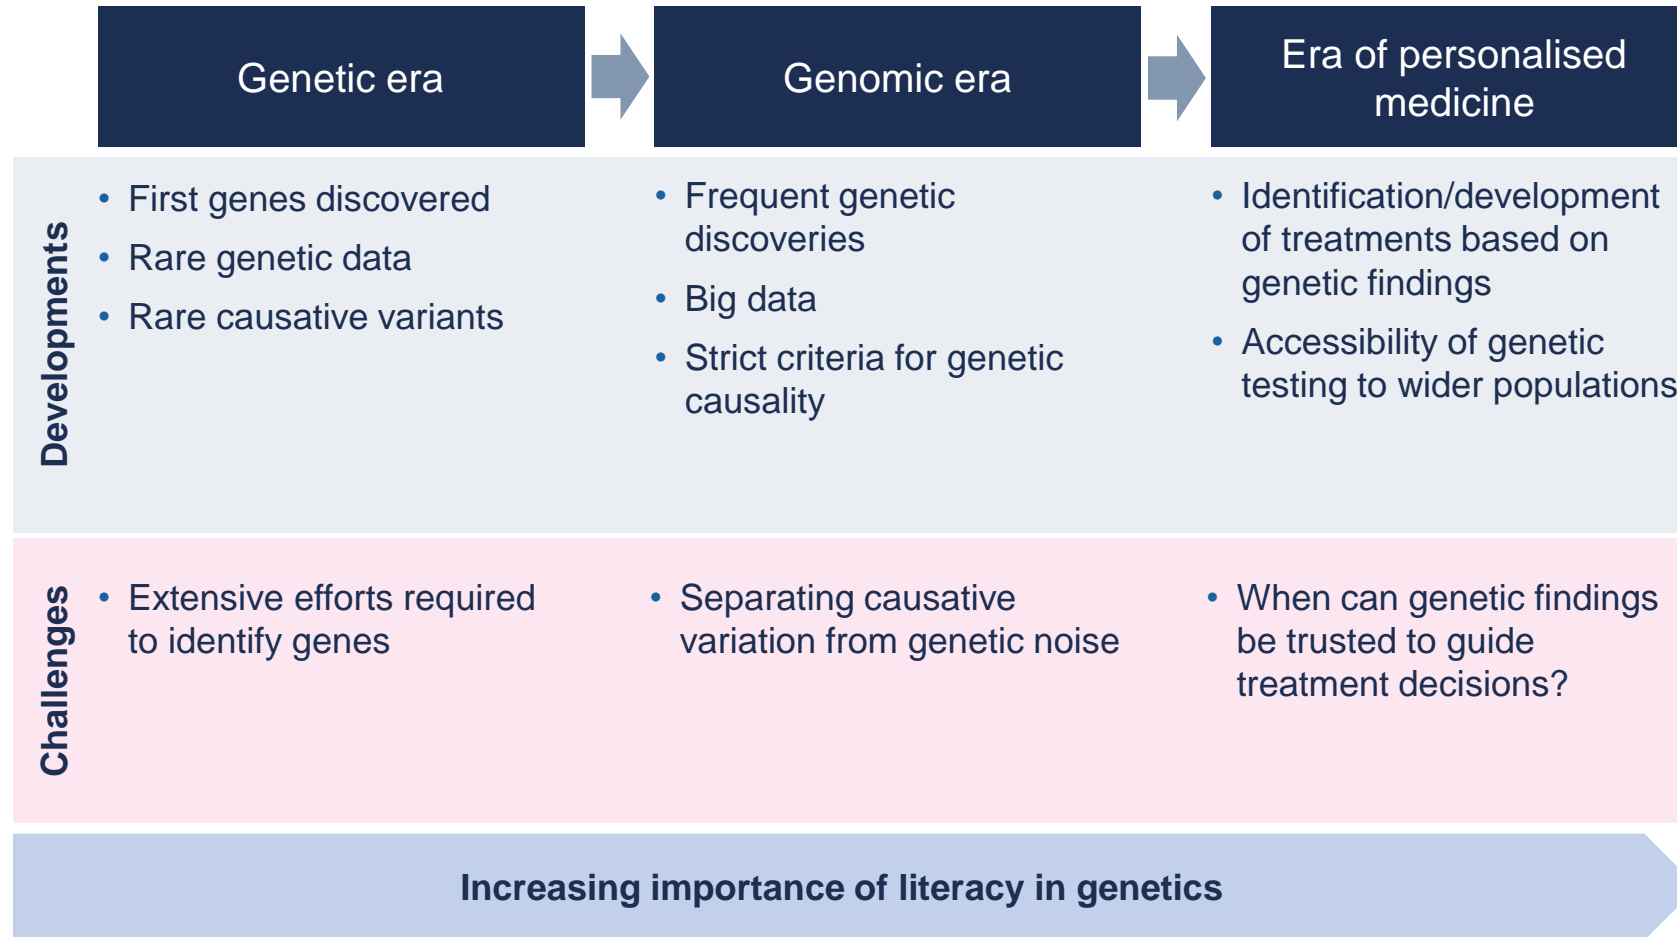 Genetic era
Genomic era
Era of personalised
medicine
Developments
• First genes discovered
• Rare genetic data
• Rare causative variants
• Frequent genetic
discoveries
• Big data
• Strict criteria for genetic
causality
• Identification/development
of treatments based on
genetic findings
• Accessibility of genetic
testing to wider populations
Challenges
• Extensive efforts required
to identify genes
• Separating causative
variation from genetic noise
• When can genetic findings
be trusted to guide
treatment decisions?
Increasing importance of literacy in genetics